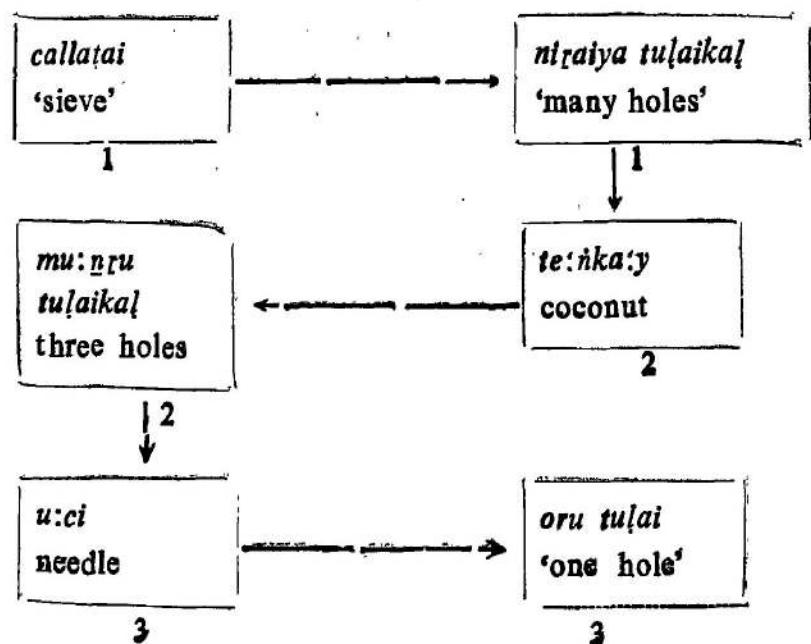 callaṭai
‘sieve’
1
niṟaiya tuḷaikaḷ
‘many holes’
1
te:ṅka:y
coconut
2
mu:ṉṟu
tuḷaikaḷ
three holes
2
u:ci
needle
3
oru tuḷai
‘one hole’
3